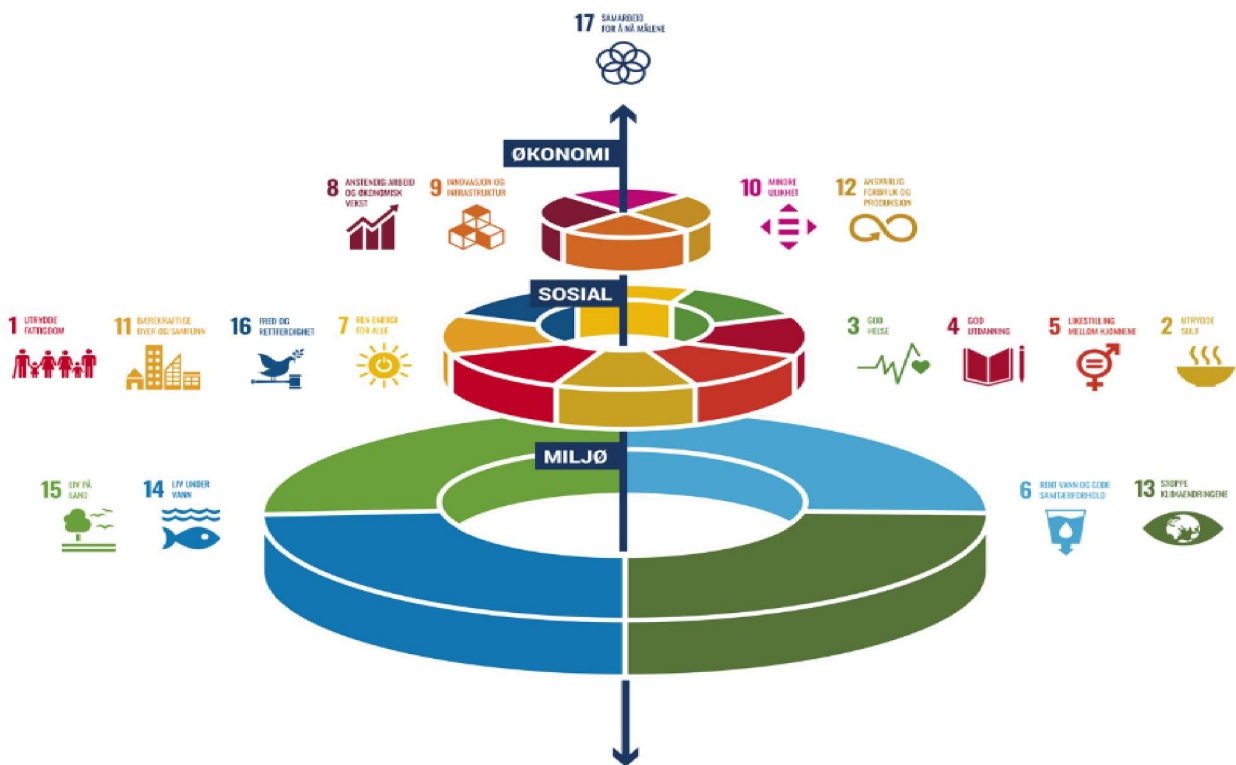 17 SAMARBEID
FOR Å NÅ MÅLENE
ØKONOMI
8 ANSTENDIG ARBEID
OG ØKONOMISK
VEKST
9 INNOVASJON OG
INFRASTRUKTUR
10 MINDRE
ULIKHET
12 ANSVARLIG
FORBRUK OG
PRODUKSJON
SOSIAL
1 UTRYDDE
FATTIGDOM
11 BÆREKRAFTIGE
BYER OG SAMFUNN
16 FRED OG
RETTFERDIGHET
7 REN ENERGI
FOR ALLE
3 GOD
HELSE
4 GOD
UTDANNING
5 LIKESTILLING
MELLOM KJØNNENE
2 UTRYDDE
SULT
MILJØ
15 LIV PÅ
LAND
14 LIV UNDER
VANN
6 RENT VANN OG GODE
SANITÆRFORHOLD
13 STOPPE
KLIMAENDRINGENE